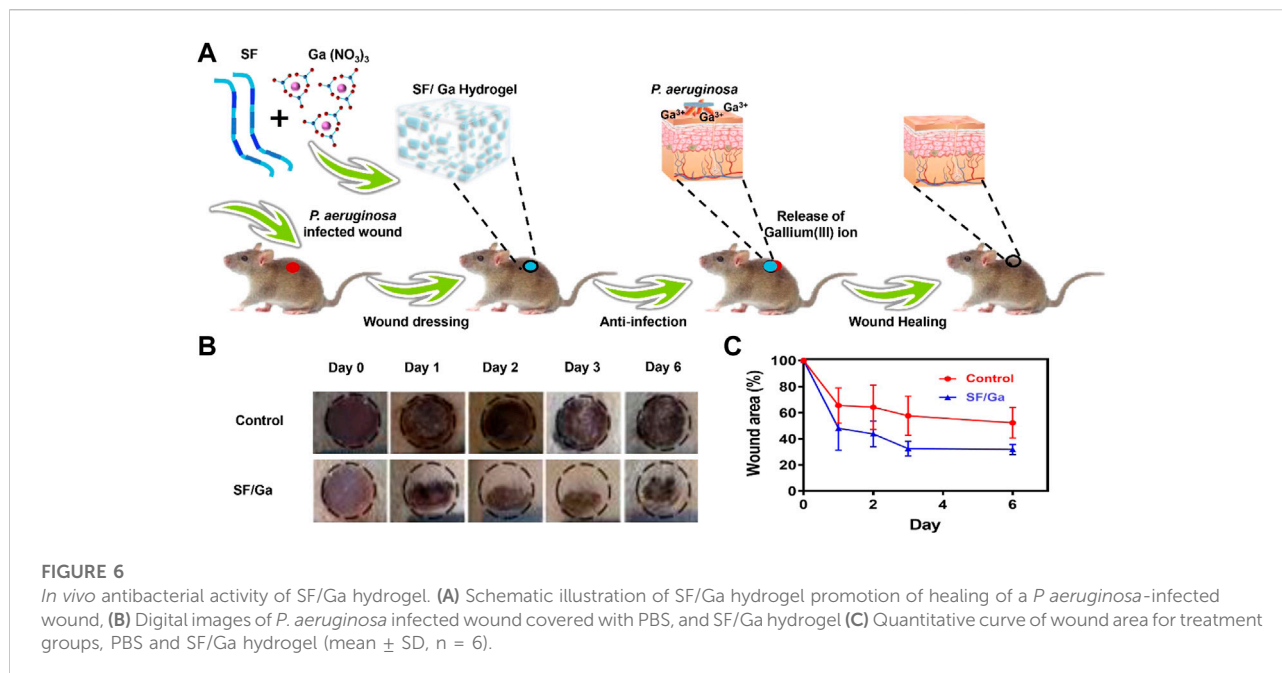 A
SF
Ga (NO3)3
+
SF/ Ga Hydrogel
P. aeruginosa
Ga3+
Ga3+
Ga3+
P. aeruginosa
infected wound
Release of
Gallium(III) ion
Wound dressing
Anti-infection
Wound Healing
B
Day 0 Day 1 Day 2 Day 3 Day 6
Control
SF/Ga
C
Wound area (%)
100
80
60
40
20
0
Control
SF/Ga
0 2 4 6
Day
FIGURE 6
In vivo antibacterial activity of SF/Ga hydrogel. (A) Schematic illustration of SF/Ga hydrogel promotion of healing of a P aeruginosa-infected
wound, (B) Digital images of P. aeruginosa infected wound covered with PBS, and SF/Ga hydrogel (C) Quantitative curve of wound area for treatment
groups, PBS and SF/Ga hydrogel (mean ± SD, n = 6).